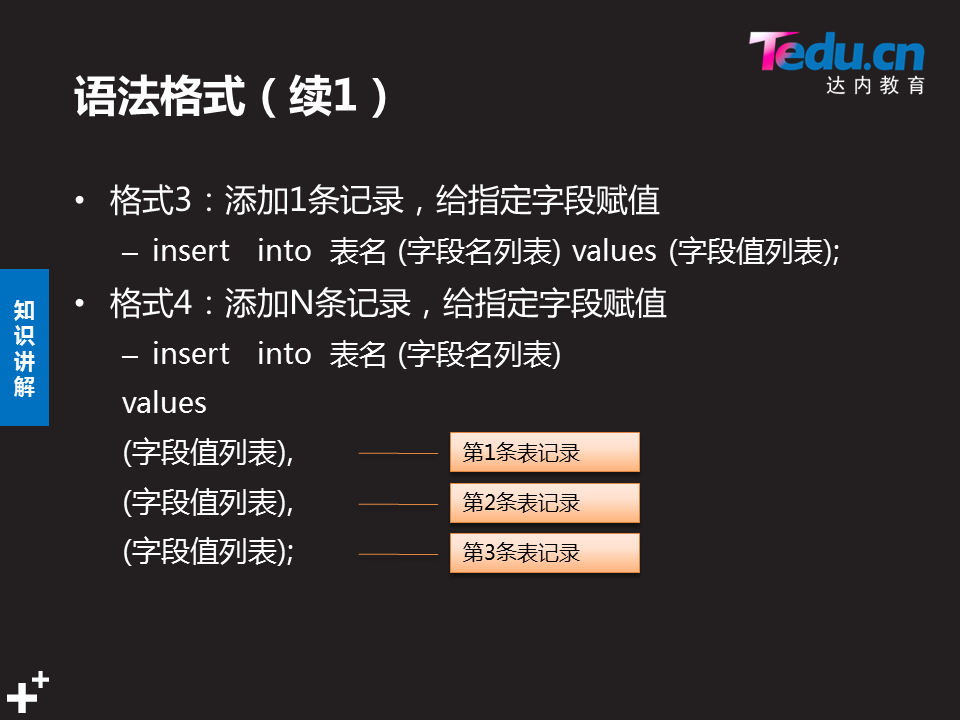 Tedu.cn
达内教育
语法格式（续1）
• 格式3：添加1条记录，给指定字段赋值
– insert into 表名 (字段名列表) values (字段值列表);
• 格式4：添加N条记录，给指定字段赋值
– insert into 表名 (字段名列表)
values
(字段值列表), 第1条表记录
(字段值列表), 第2条表记录
(字段值列表); 第3条表记录
知识讲解